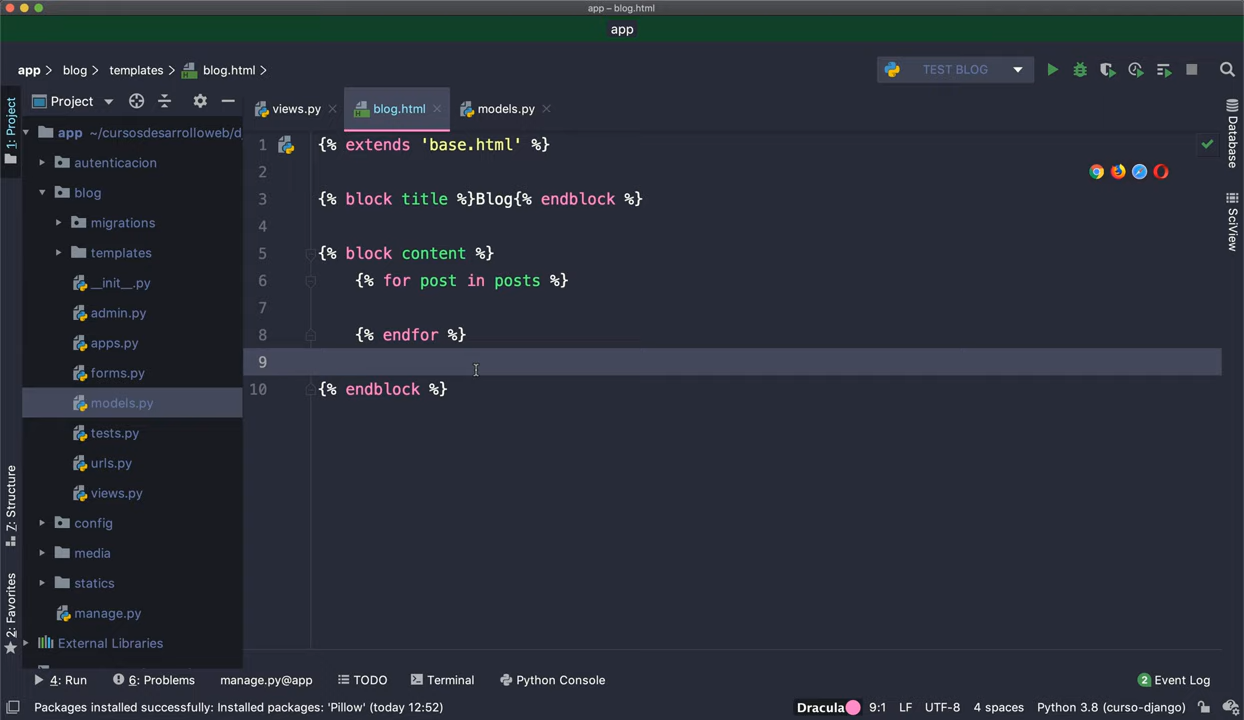 app – blog.html
app
app blog templates blog.html
TEST BLOG
1: Project
Project
views.py
blog.html
models.py
app ~/cursosdesarrolloweb/d
autenticacion
blog
migrations
templates
__init__.py
admin.py
apps.py
forms.py
models.py
tests.py
urls.py
views.py
config
media
statics
manage.py
External Libraries
1 {% extends 'base.html' %}
2
3 {% block title %}Blog{% endblock %}
4
5 {% block content %}
6 {% for post in posts %}
7
8 {% endfor %}
9
10 {% endblock %}
Database
SciView
Z: Structure
2: Favorites
4: Run
6: Problems
manage.py@app
TODO
Terminal
Python Console
2 Event Log
Packages installed successfully: Installed packages: 'Pillow' (today 12:52)
Dracula
9:1 LF UTF-8 4 spaces Python 3.8 (curso-django)